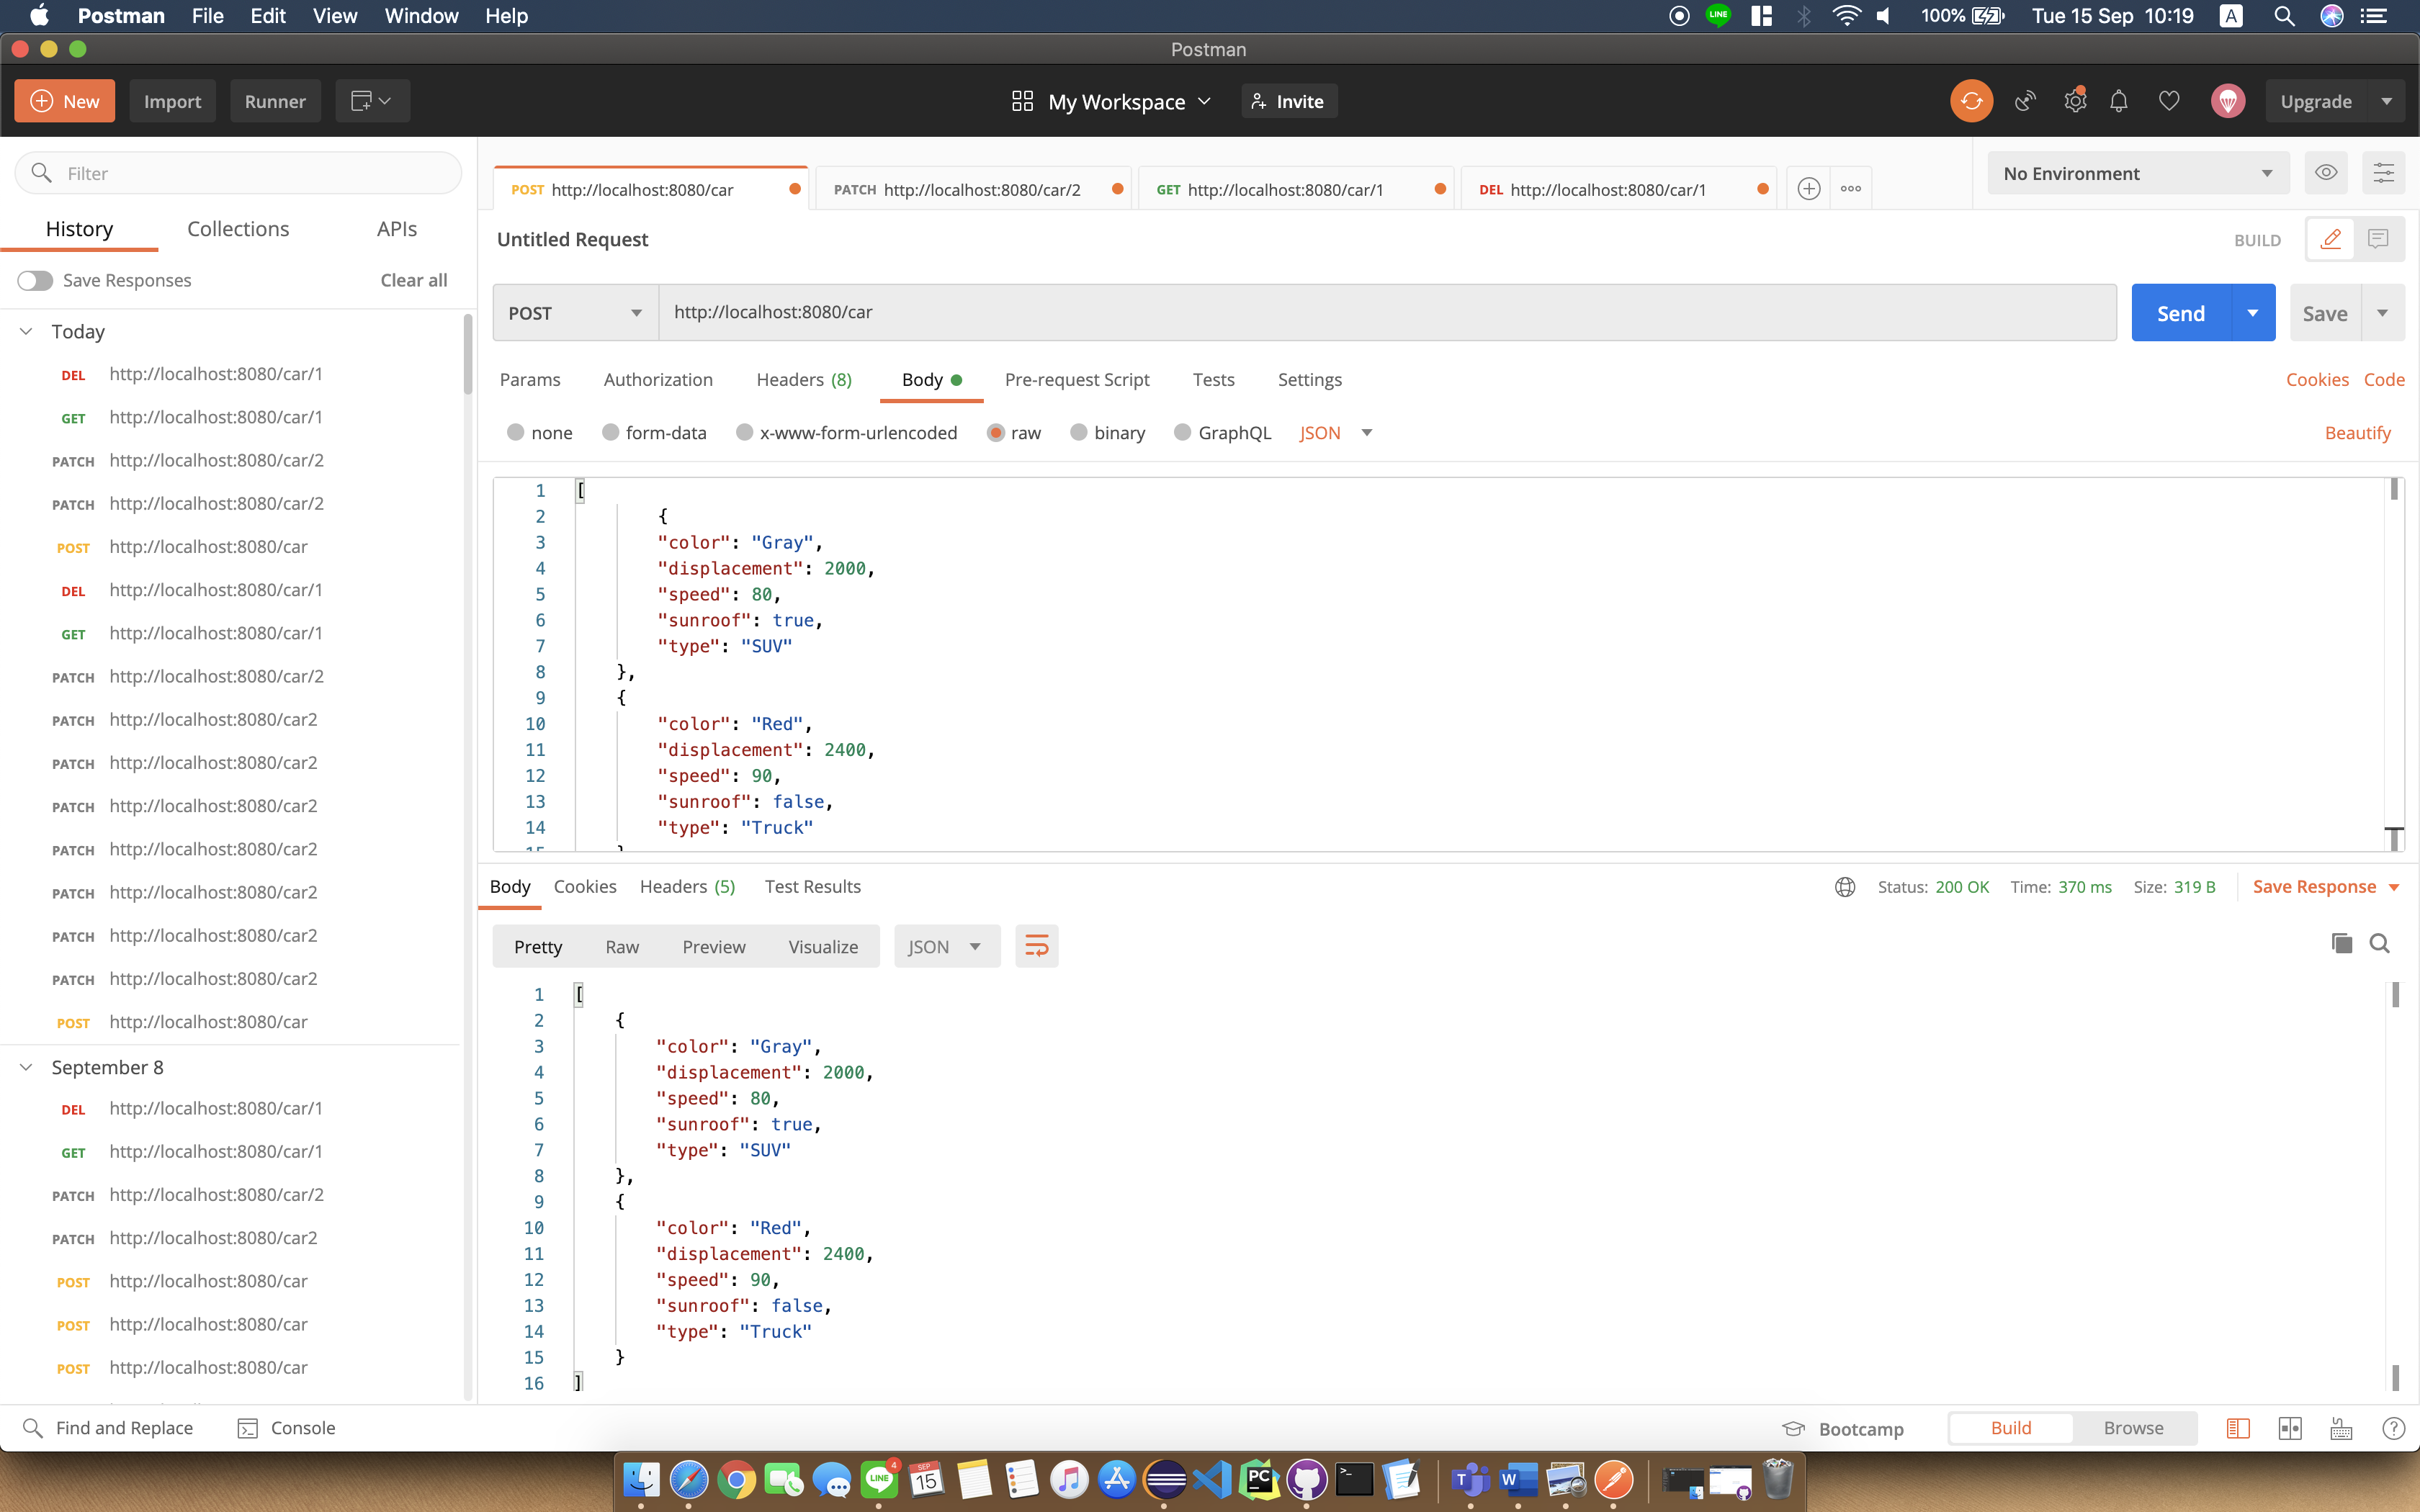 Postman File Edit View Window Help LINE 100% Tue 15 Sep 10:19 A
Postman
New Import Runner My Workspace Invite Upgrade
Filter
History Collections APIs
Save Responses Clear all
Today
DEL http://localhost:8080/car/1
GET http://localhost:8080/car/1
PATCH http://localhost:8080/car/2
PATCH http://localhost:8080/car/2
POST http://localhost:8080/car
DEL http://localhost:8080/car/1
GET http://localhost:8080/car/1
PATCH http://localhost:8080/car/2
PATCH http://localhost:8080/car2
PATCH http://localhost:8080/car2
PATCH http://localhost:8080/car2
PATCH http://localhost:8080/car2
PATCH http://localhost:8080/car2
PATCH http://localhost:8080/car2
PATCH http://localhost:8080/car2
POST http://localhost:8080/car
September 8
DEL http://localhost:8080/car/1
GET http://localhost:8080/car/1
PATCH http://localhost:8080/car/2
PATCH http://localhost:8080/car2
POST http://localhost:8080/car
POST http://localhost:8080/car
POST http://localhost:8080/car
POST http://localhost:8080/car PATCH http://localhost:8080/car/2 GET http://localhost:8080/car/1 DEL http://localhost:8080/car/1 No Environment
Untitled Request BUILD
POST http://localhost:8080/car Send Save
Params Authorization Headers (8) Body Pre-request Script Tests Settings Cookies Code
none form-data x-www-form-urlencoded raw binary GraphQL JSON Beautify
1 [
2 {
3 "color": "Gray",
4 "displacement": 2000,
5 "speed": 80,
6 "sunroof": true,
7 "type": "SUV"
8 },
9 {
10 "color": "Red",
11 "displacement": 2400,
12 "speed": 90,
13 "sunroof": false,
14 "type": "Truck"
Body Cookies Headers (5) Test Results Status: 200 OK Time: 370 ms Size: 319 B Save Response
Pretty Raw Preview Visualize JSON
1 [
2 {
3 "color": "Gray",
4 "displacement": 2000,
5 "speed": 80,
6 "sunroof": true,
7 "type": "SUV"
8 },
9 {
10 "color": "Red",
11 "displacement": 2400,
12 "speed": 90,
13 "sunroof": false,
14 "type": "Truck"
15 }
16 ]
Find and Replace Console Bootcamp Build Browse
LINE 4 SEP 15 PC T W